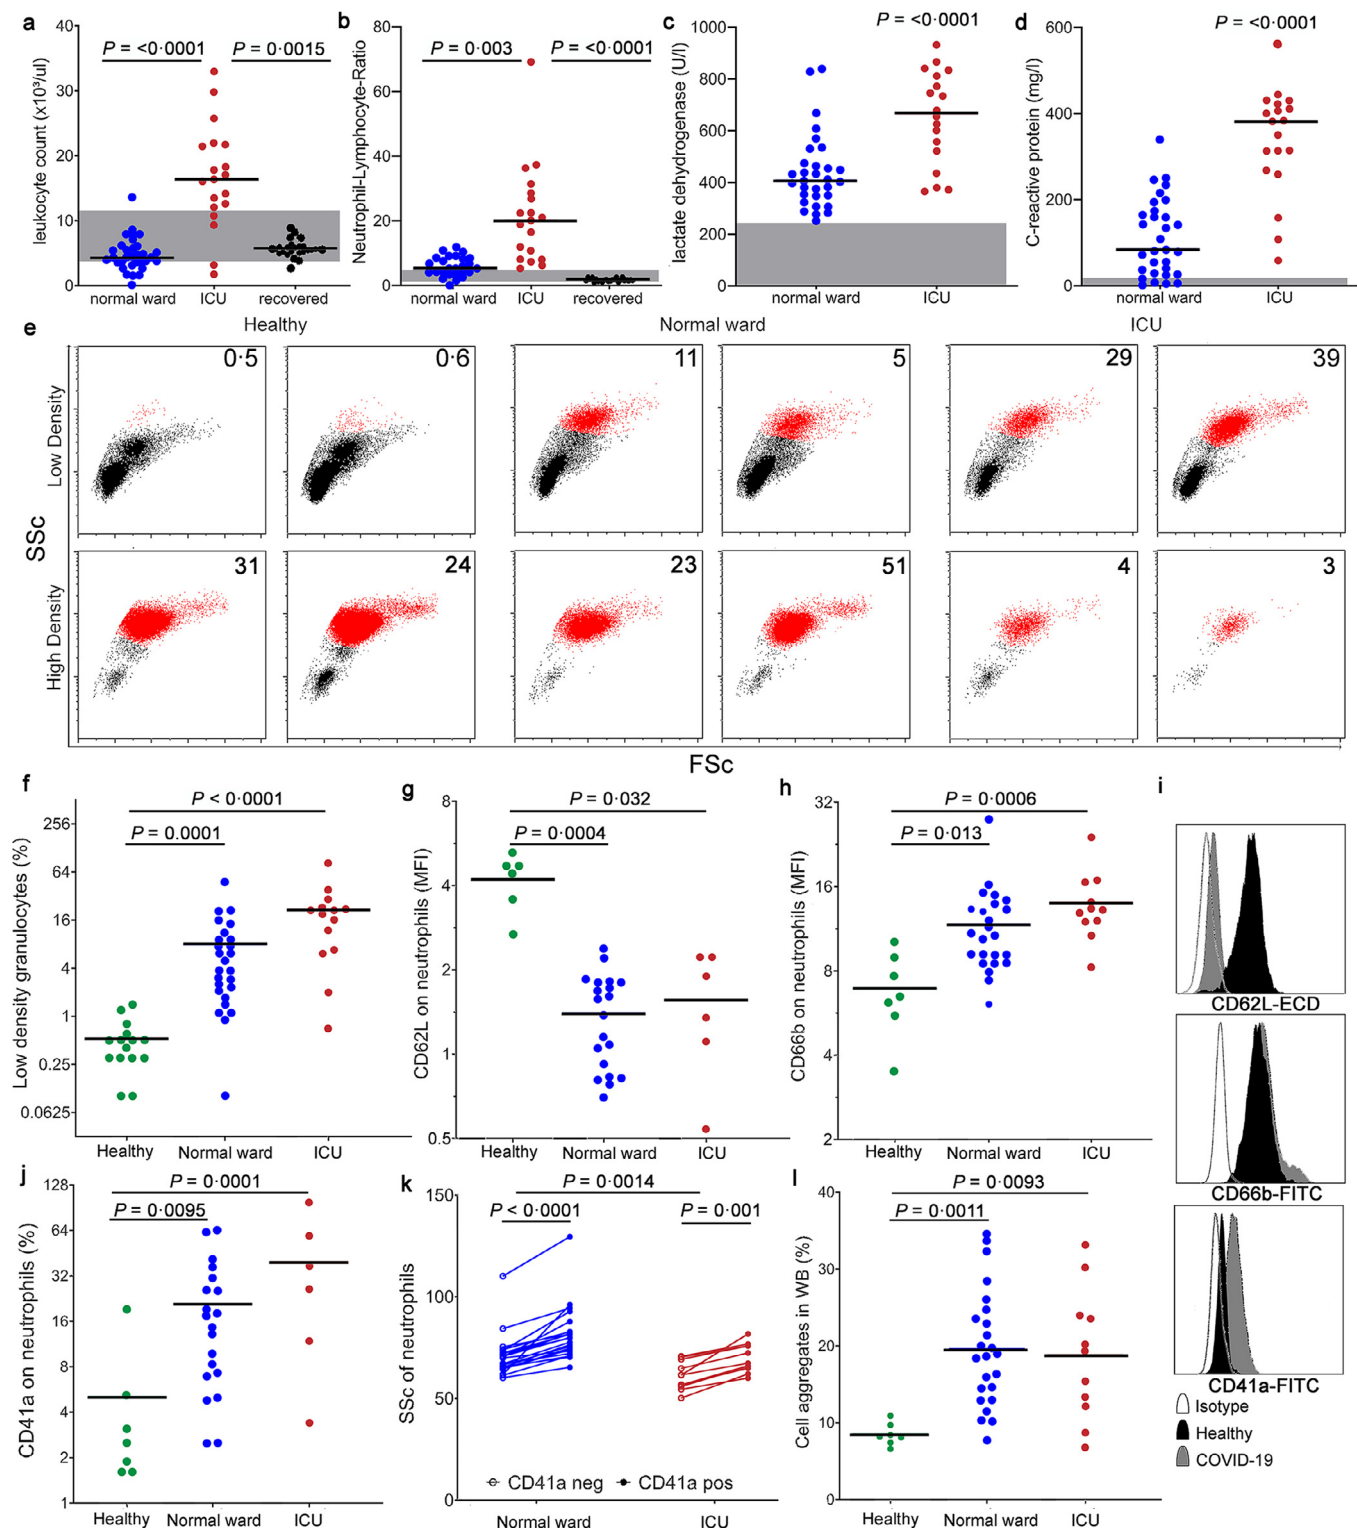 a
leukocyte count (x10³/ul)
40
30
20
10
0
P = <0·0001
P = 0·0015
normal ward
ICU
recovered
b
Neutrophil-Lymphocyte-Ratio
80
60
40
20
0
P = 0·003
P = <0·0001
normal ward
ICU
recovered
c
lactate dehydrogenase (U/l)
1000
800
600
400
200
0
P = <0·0001
normal ward
ICU
d
C-reactive protein (mg/l)
600
400
200
0
P = <0·0001
normal ward
ICU
e
Healthy
Normal ward
ICU
SSc
Low Density
0·5
0·6
11
5
29
39
High Density
31
24
23
51
4
3
FSc
f
Low density granulocytes (%)
256
64
16
4
1
0.25
0.0625
P < 0·0001
P = 0.0001
Healthy
Normal ward
ICU
g
CD62L on neutrophils (MFI)
8
4
2
1
0.5
P = 0·032
P = 0·0004
Healthy
Normal ward
ICU
h
CD66b on neutrophils (MFI)
32
16
8
4
2
P = 0·0006
P = 0·013
Healthy
Normal ward
ICU
i
CD62L-ECD
CD66b-FITC
CD41a-FITC
Isotype
Healthy
COVID-19
j
CD41a on neutrophils (%)
128
64
32
16
8
4
2
1
P = 0·0001
P = 0·0095
Healthy
Normal ward
ICU
k
SSc of neutrophils
150
100
50
0
P = 0·0014
P < 0·0001
P = 0·001
CD41a neg
CD41a pos
Normal ward
ICU
l
Cell aggregates in WB (%)
40
30
20
10
0
P = 0·0093
P = 0·0011
Healthy
Normal ward
ICU